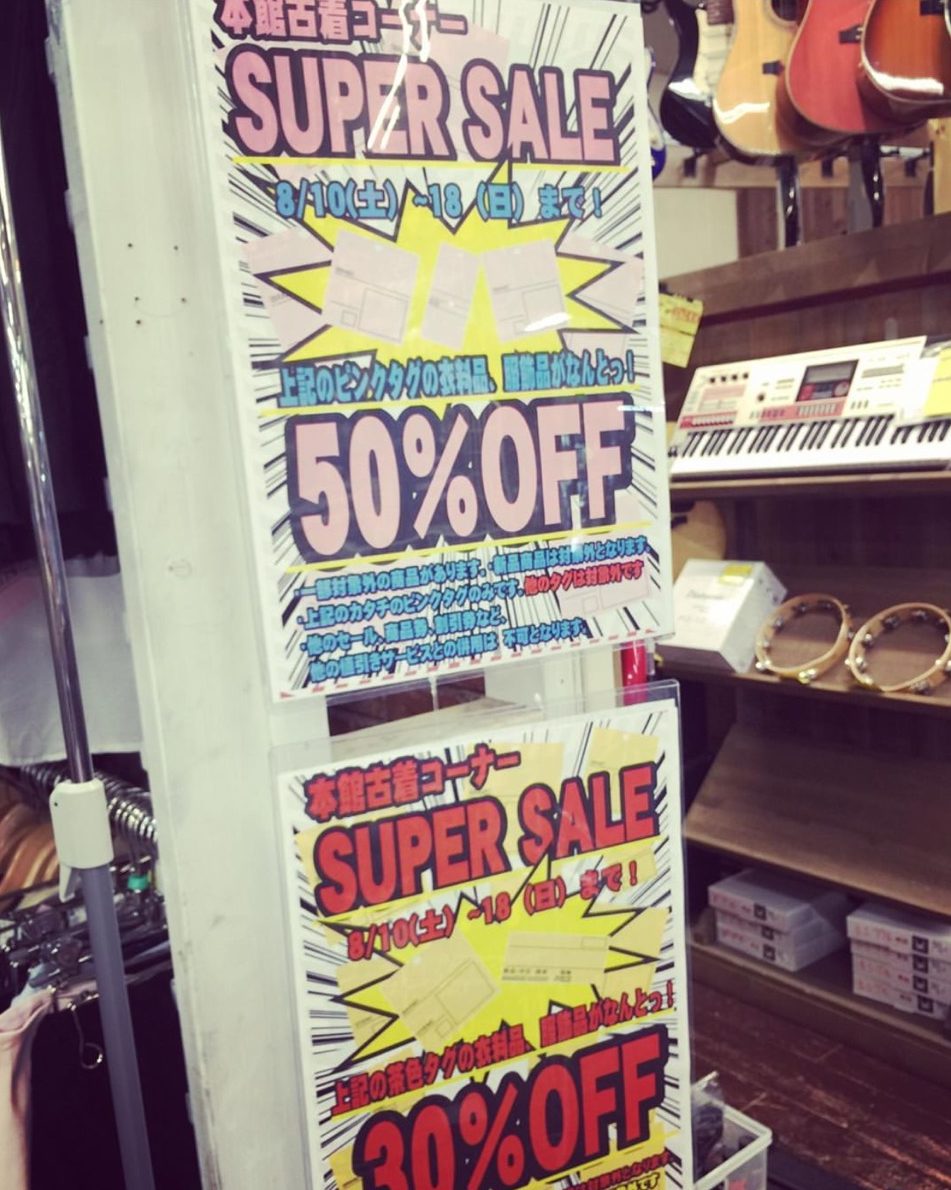 本館古着コーナー
SUPER SALE
8/10(土) ~18 (日) まで!
上記のピンクタグの衣料品、服飾品がなんとっ!
50%OFF
・一部対象外の商品があります。・新品商品は対象外となります。
・上記のカタチのピンクタグのみです。他のタグは対象外です
・他のセール、商品券、割引券など、
他の値引きサービスとの併用は 不可となります。
本館古着コーナー
SUPER SALE
8/10(土) ~18 (日) まで!
上記の茶色タグの衣料品、服飾品がなんとっ!
30%OFF